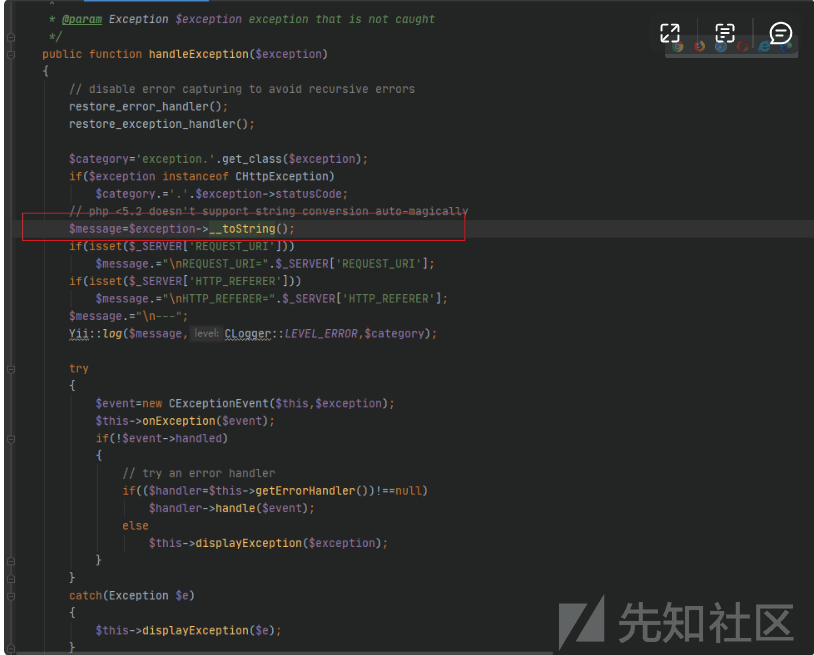 * @param Exception $exception exception that is not caught
*/
public function handleException($exception)
{
// disable error capturing to avoid recursive errors
restore_error_handler();
restore_exception_handler();
$category='exception.'.get_class($exception);
if($exception instanceof CHttpException)
$category.='.'.$exception->statusCode;
// php <5.2 doesn't support string conversion auto-magically
$message=$exception->__toString();
if(isset($_SERVER['REQUEST_URI']))
$message.="\nREQUEST_URI=".$_SERVER['REQUEST_URI'];
if(isset($_SERVER['HTTP_REFERER']))
$message.="\nHTTP_REFERER=".$_SERVER['HTTP_REFERER'];
$message.="\n---";
Yii::log($message, level: CLogger::LEVEL_ERROR,$category);
try
{
$event=new CExceptionEvent($this,$exception);
$this->onException($event);
if(!$event->handled)
{
// try an error handler
if(($handler=$this->getErrorHandler())!==null)
$handler->handle($event);
else
$this->displayException($exception);
}
}
catch(Exception $e)
{
$this->displayException($e);
}
先知社区